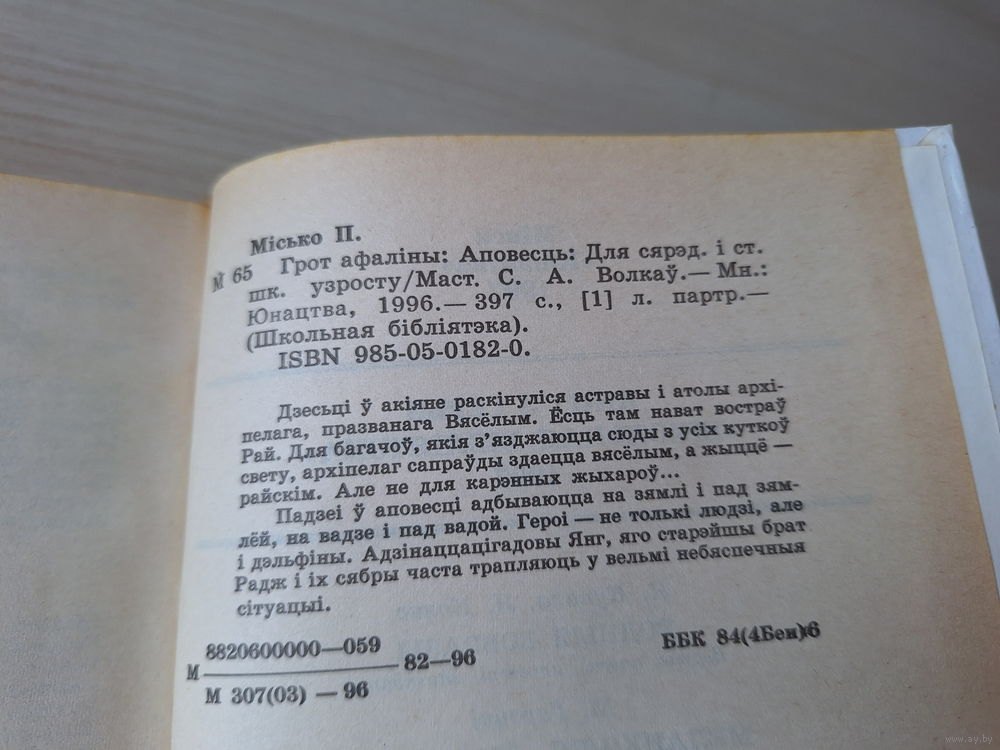 Місько П.
М 65 Грот афаліны: Аповесць: Для сярэд. і ст.
шк. узросту/Маст. С. А. Волкаў.— Мн.:
Юнацтва, 1996.— 397 с., [1] л. партр.—
(Школьная бібліятэка).
ISBN 985-05-0182-0.
Дзесьці ў акіяне раскінуліся астравы і атолы архі-
пелага, празванага Вясёлым. Ёсць там нават востраў
Рай. Для багачоў, якія з’язджаюцца сюды з усіх куткоў
свету, архіпелаг сапраўды здаецца вясёлым, а жыццё —
райскім. Але не для карэнных жыхароў...
Падзеі ў аповесці адбываюцца на зямлі і пад зям-
лёй, на вадзе і пад вадой. Героі — не толькі людзі, але
і дэльфіны. Адзінаццацігадовы Янг, яго старэйшы брат
Радж і іх сябры часта трапляюць у вельмі небяспечныя
сітуацыі.
8820600000—059
М 82—96
М 307(03) — 96
ББК 84(4Беи)6
www.ay.by